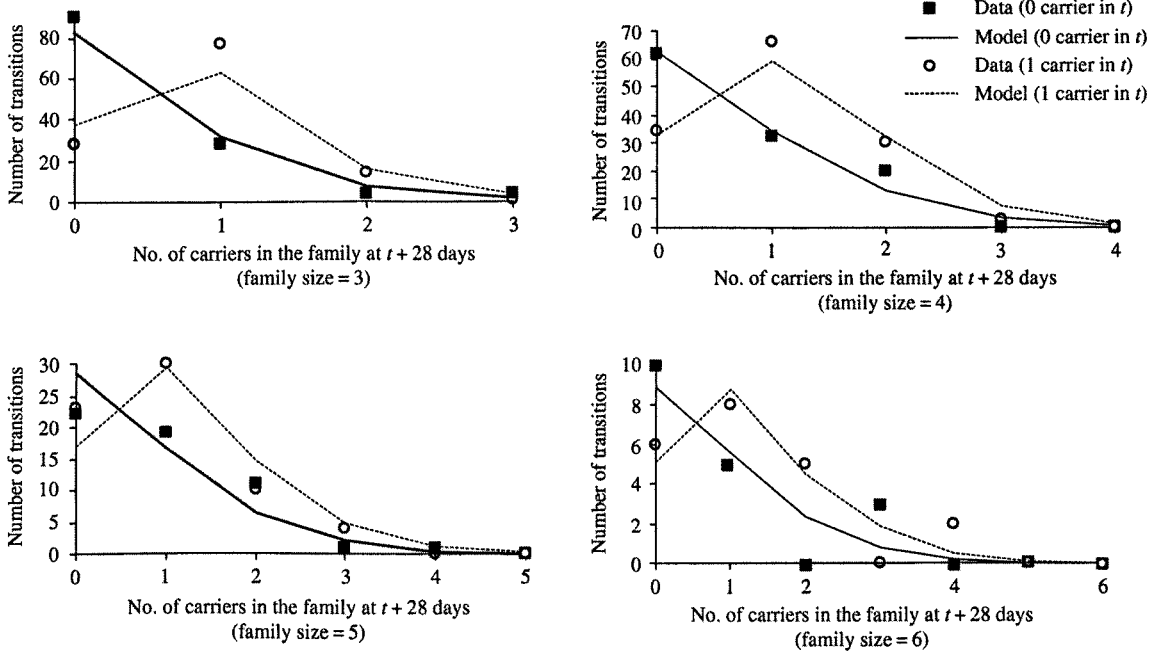 Number of transitions
80
60
40
20
0
0 1 2 3
No. of carriers in the family at t + 28 days
(family size = 3)
Data (0 carrier in t)
Model (0 carrier in t)
Data (1 carrier in t)
Model (1 carrier in t)
Number of transitions
70
60
50
40
30
20
10
0
0 1 2 3 4
No. of carriers in the family at t + 28 days
(family size = 4)
Number of transitions
30
25
20
15
10
5
0
0 1 2 3 4 5
No. of carriers in the family at t + 28 days
(family size = 5)
Number of transitions
10
8
6
4
2
0
0 1 2 3 4 6
No. of carriers in the family at t + 28 days
(family size = 6)